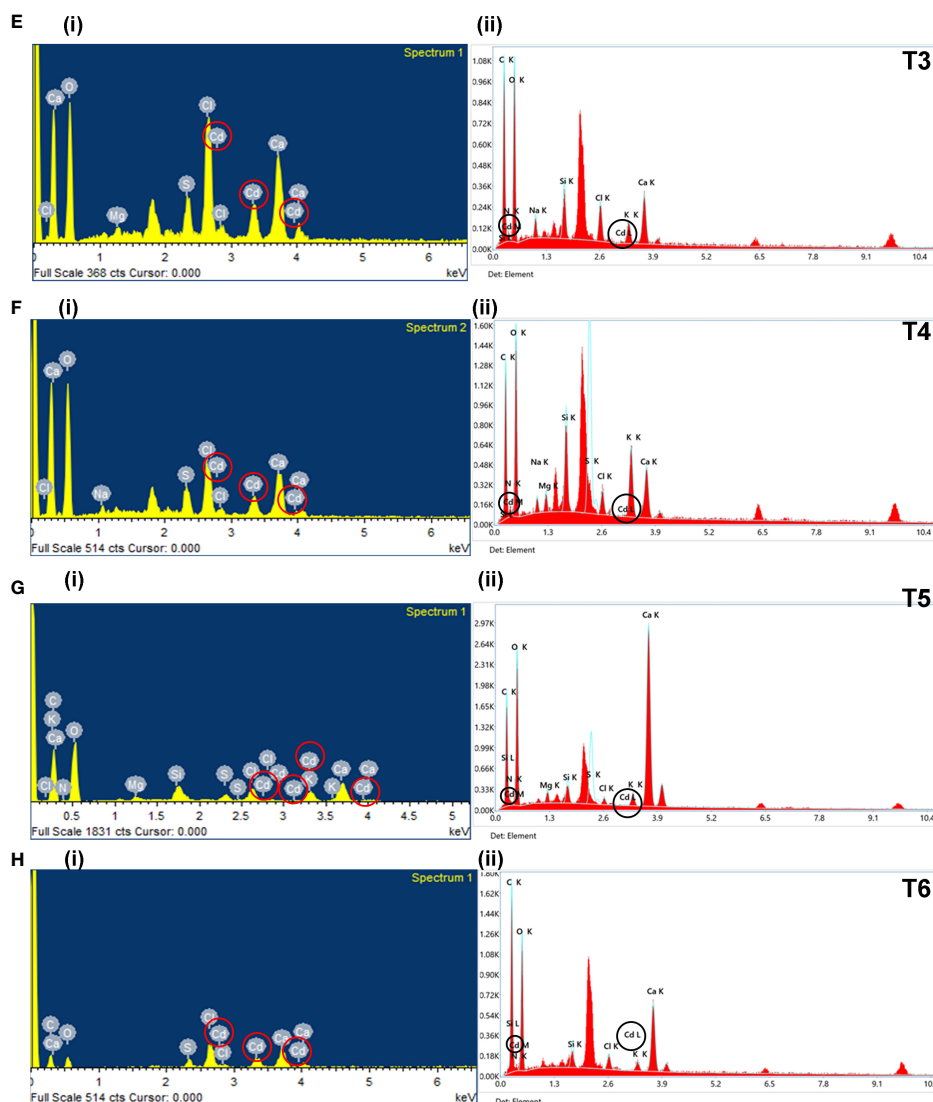 E (i) (ii)
Spectrum 1
T3
Ca O Cl Cd Ca S Cd Ca
Cl Mg Cl Cd
0 1 2 3 4 5 6
Full Scale 368 cts Cursor: 0.000 keV
1.08K
0.96K
0.84K
0.72K
0.60K
0.48K
0.36K
0.24K
0.12K
0.00K
C K
O K
Si K
Ca K
Cl K
N K
Na K
K K
Cd
0.0 1.3 2.6 3.9 5.2 6.5 7.8 9.1 10.4
Det: Element
F (i) (ii)
Spectrum 2
T4
Ca O Cl Cd Ca S Cd Ca
Cl Na Cl Cd
0 1 2 3 4 5 6
Full Scale 514 cts Cursor: 0.000 keV
1.60K
1.44K
1.28K
1.12K
0.96K
0.80K
0.64K
0.48K
0.32K
0.16K
0.00K
O K
C K
Si K
K K
Na K
S K
Ca K
N K
Mg K
Cl K
Cd M
Cd L
0.0 1.3 2.6 3.9 5.2 6.5 7.8 9.1 10.4
Det: Element
G (i) (ii)
Spectrum 1
T5
C
K
Ca O
Cl N Mg Si S S Cl Cd Cd Cd K K Ca Ca Cd
0.5 1 1.5 2 2.5 3 3.5 4 4.5 5
Full Scale 1831 cts Cursor: 0.000 keV
2.97K
2.64K
2.31K
1.98K
1.65K
1.32K
0.99K
0.66K
0.33K
0.00K
Ca K
O K
C K
Si L
N K
Mg K
Si K
S K
Cl K
K K
Cd M
Cd
0.0 1.3 2.6 3.9 5.2 6.5 7.8 9.1 10.4
Det: Element
H (i) (ii)
Spectrum 1
T6
C O S Cl Cd Cl Cd Ca Ca Cd
0 1 2 3 4 5 6
Full Scale 514 cts Cursor: 0.000 keV
1.80K
1.62K
1.44K
1.26K
1.08K
0.90K
0.72K
0.54K
0.36K
0.18K
0.00K
C K
O K
Ca K
Si L
Cd L
Cd M
N K
Si K
Cl K
K K
0.0 1.3 2.6 3.9 5.2 6.5 7.8 9.1 10.4
Det: Element